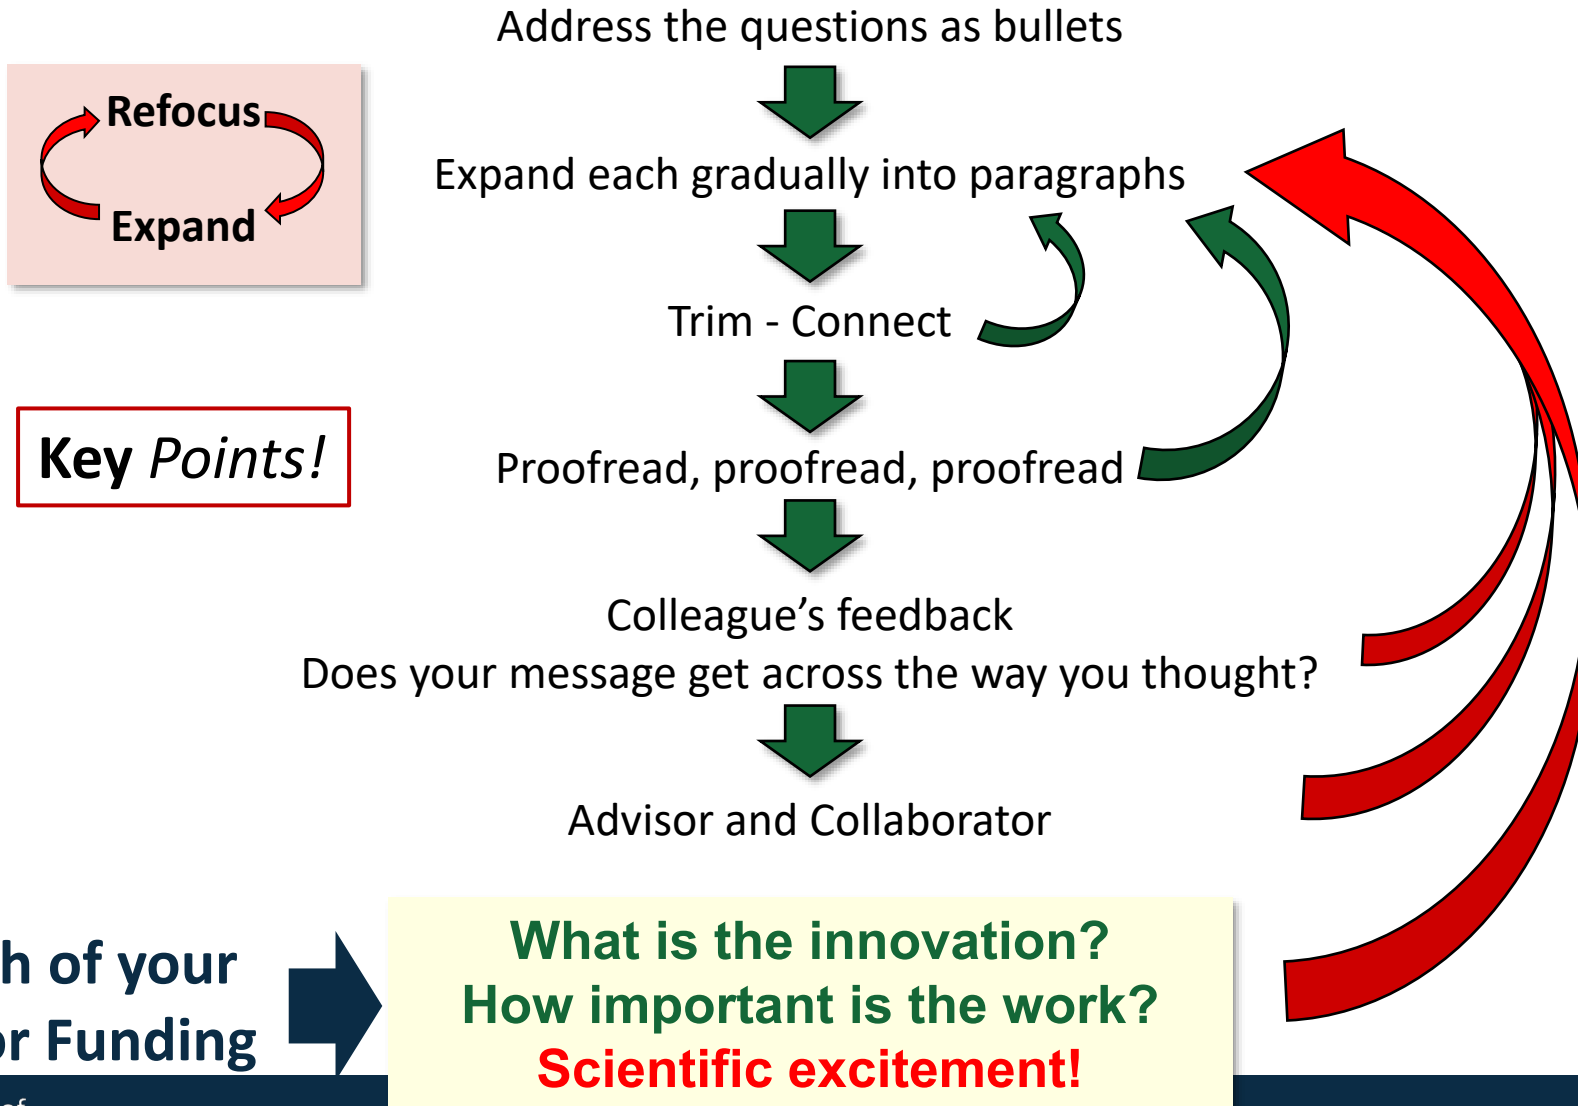 Address the questions as bullets
Refocus
Expand
Expand each gradually into paragraphs
Trim - Connect
Key Points!
Proofread, proofread, proofread
Colleague’s feedback
Does your message get across the way you thought?
Advisor and Collaborator
h of your
or Funding
What is the innovation?
How important is the work?
Scientific excitement!